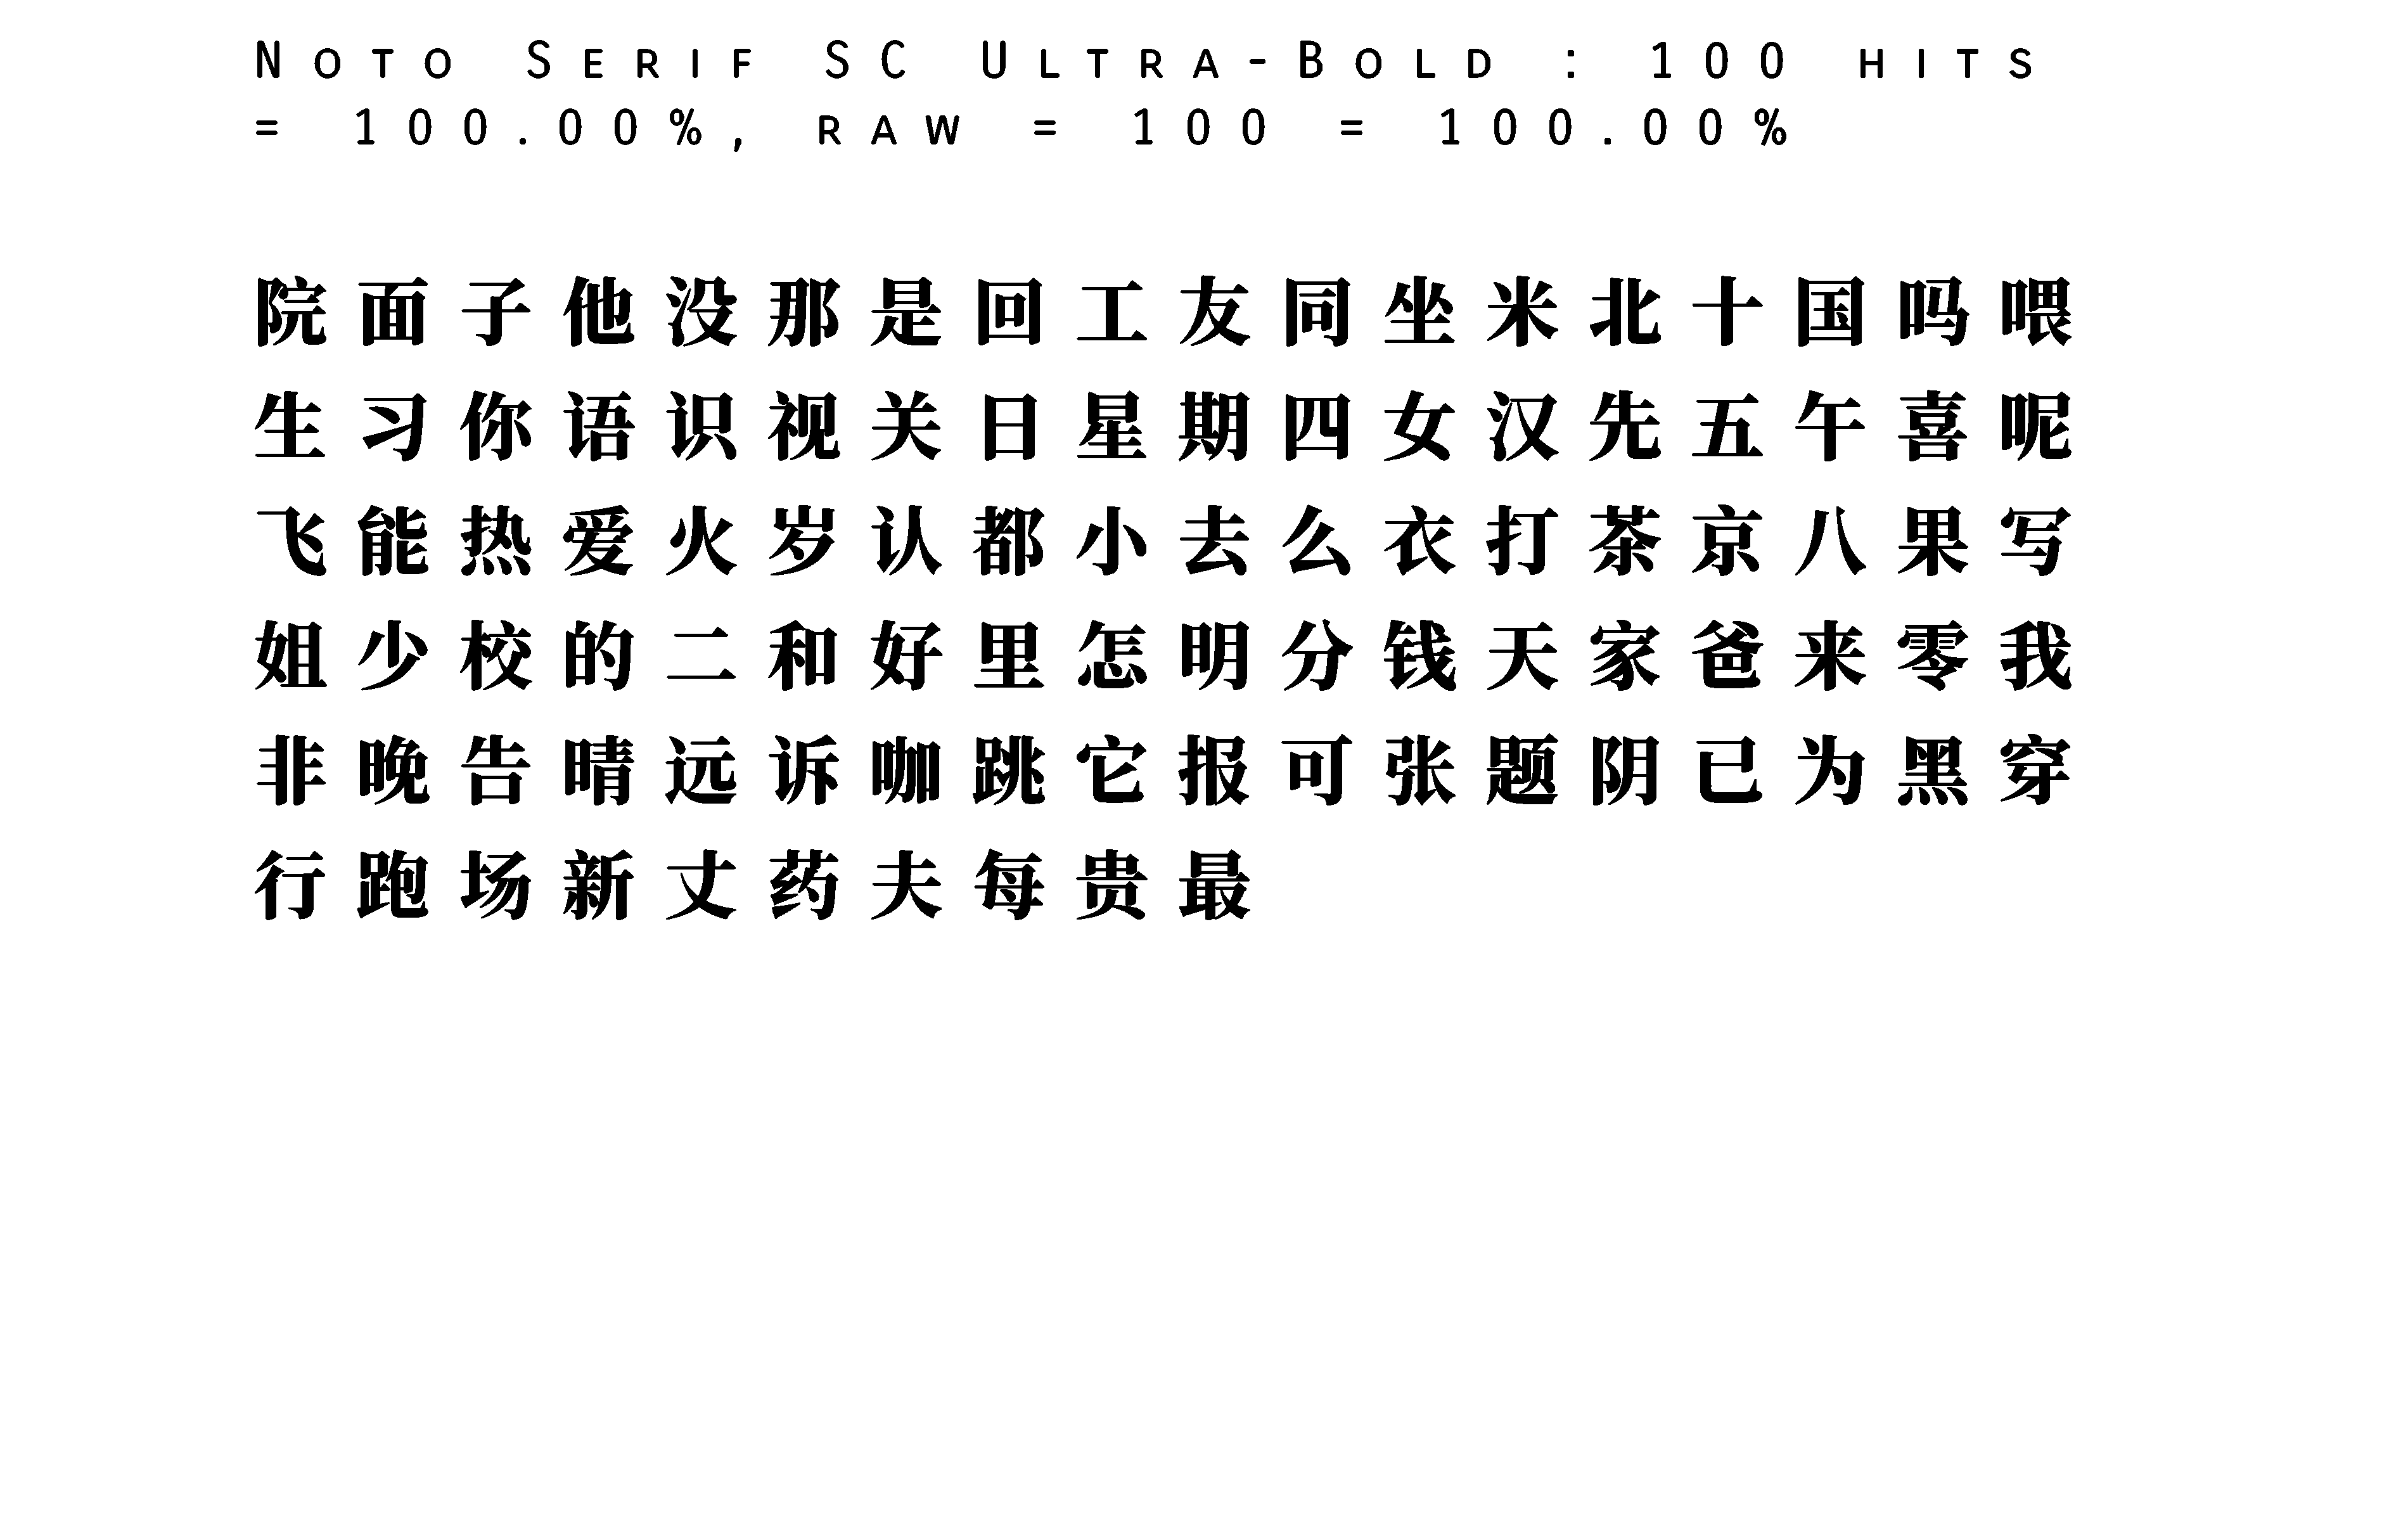 Noto Serif SC Ultra-Bold : 100 hits
= 100.00%, raw = 100 = 100.00%
院面子他没那是回工友同坐米北十国吗喂
生习你语识视关日星期四女汉先五午喜呢
飞能热爱火岁认都小去么衣打茶京八果写
姐少校的二和好里怎明分钱天家爸来零我
非晚告晴远诉咖跳它报可张题阴已为黑穿
行跑场新丈药夫每贵最